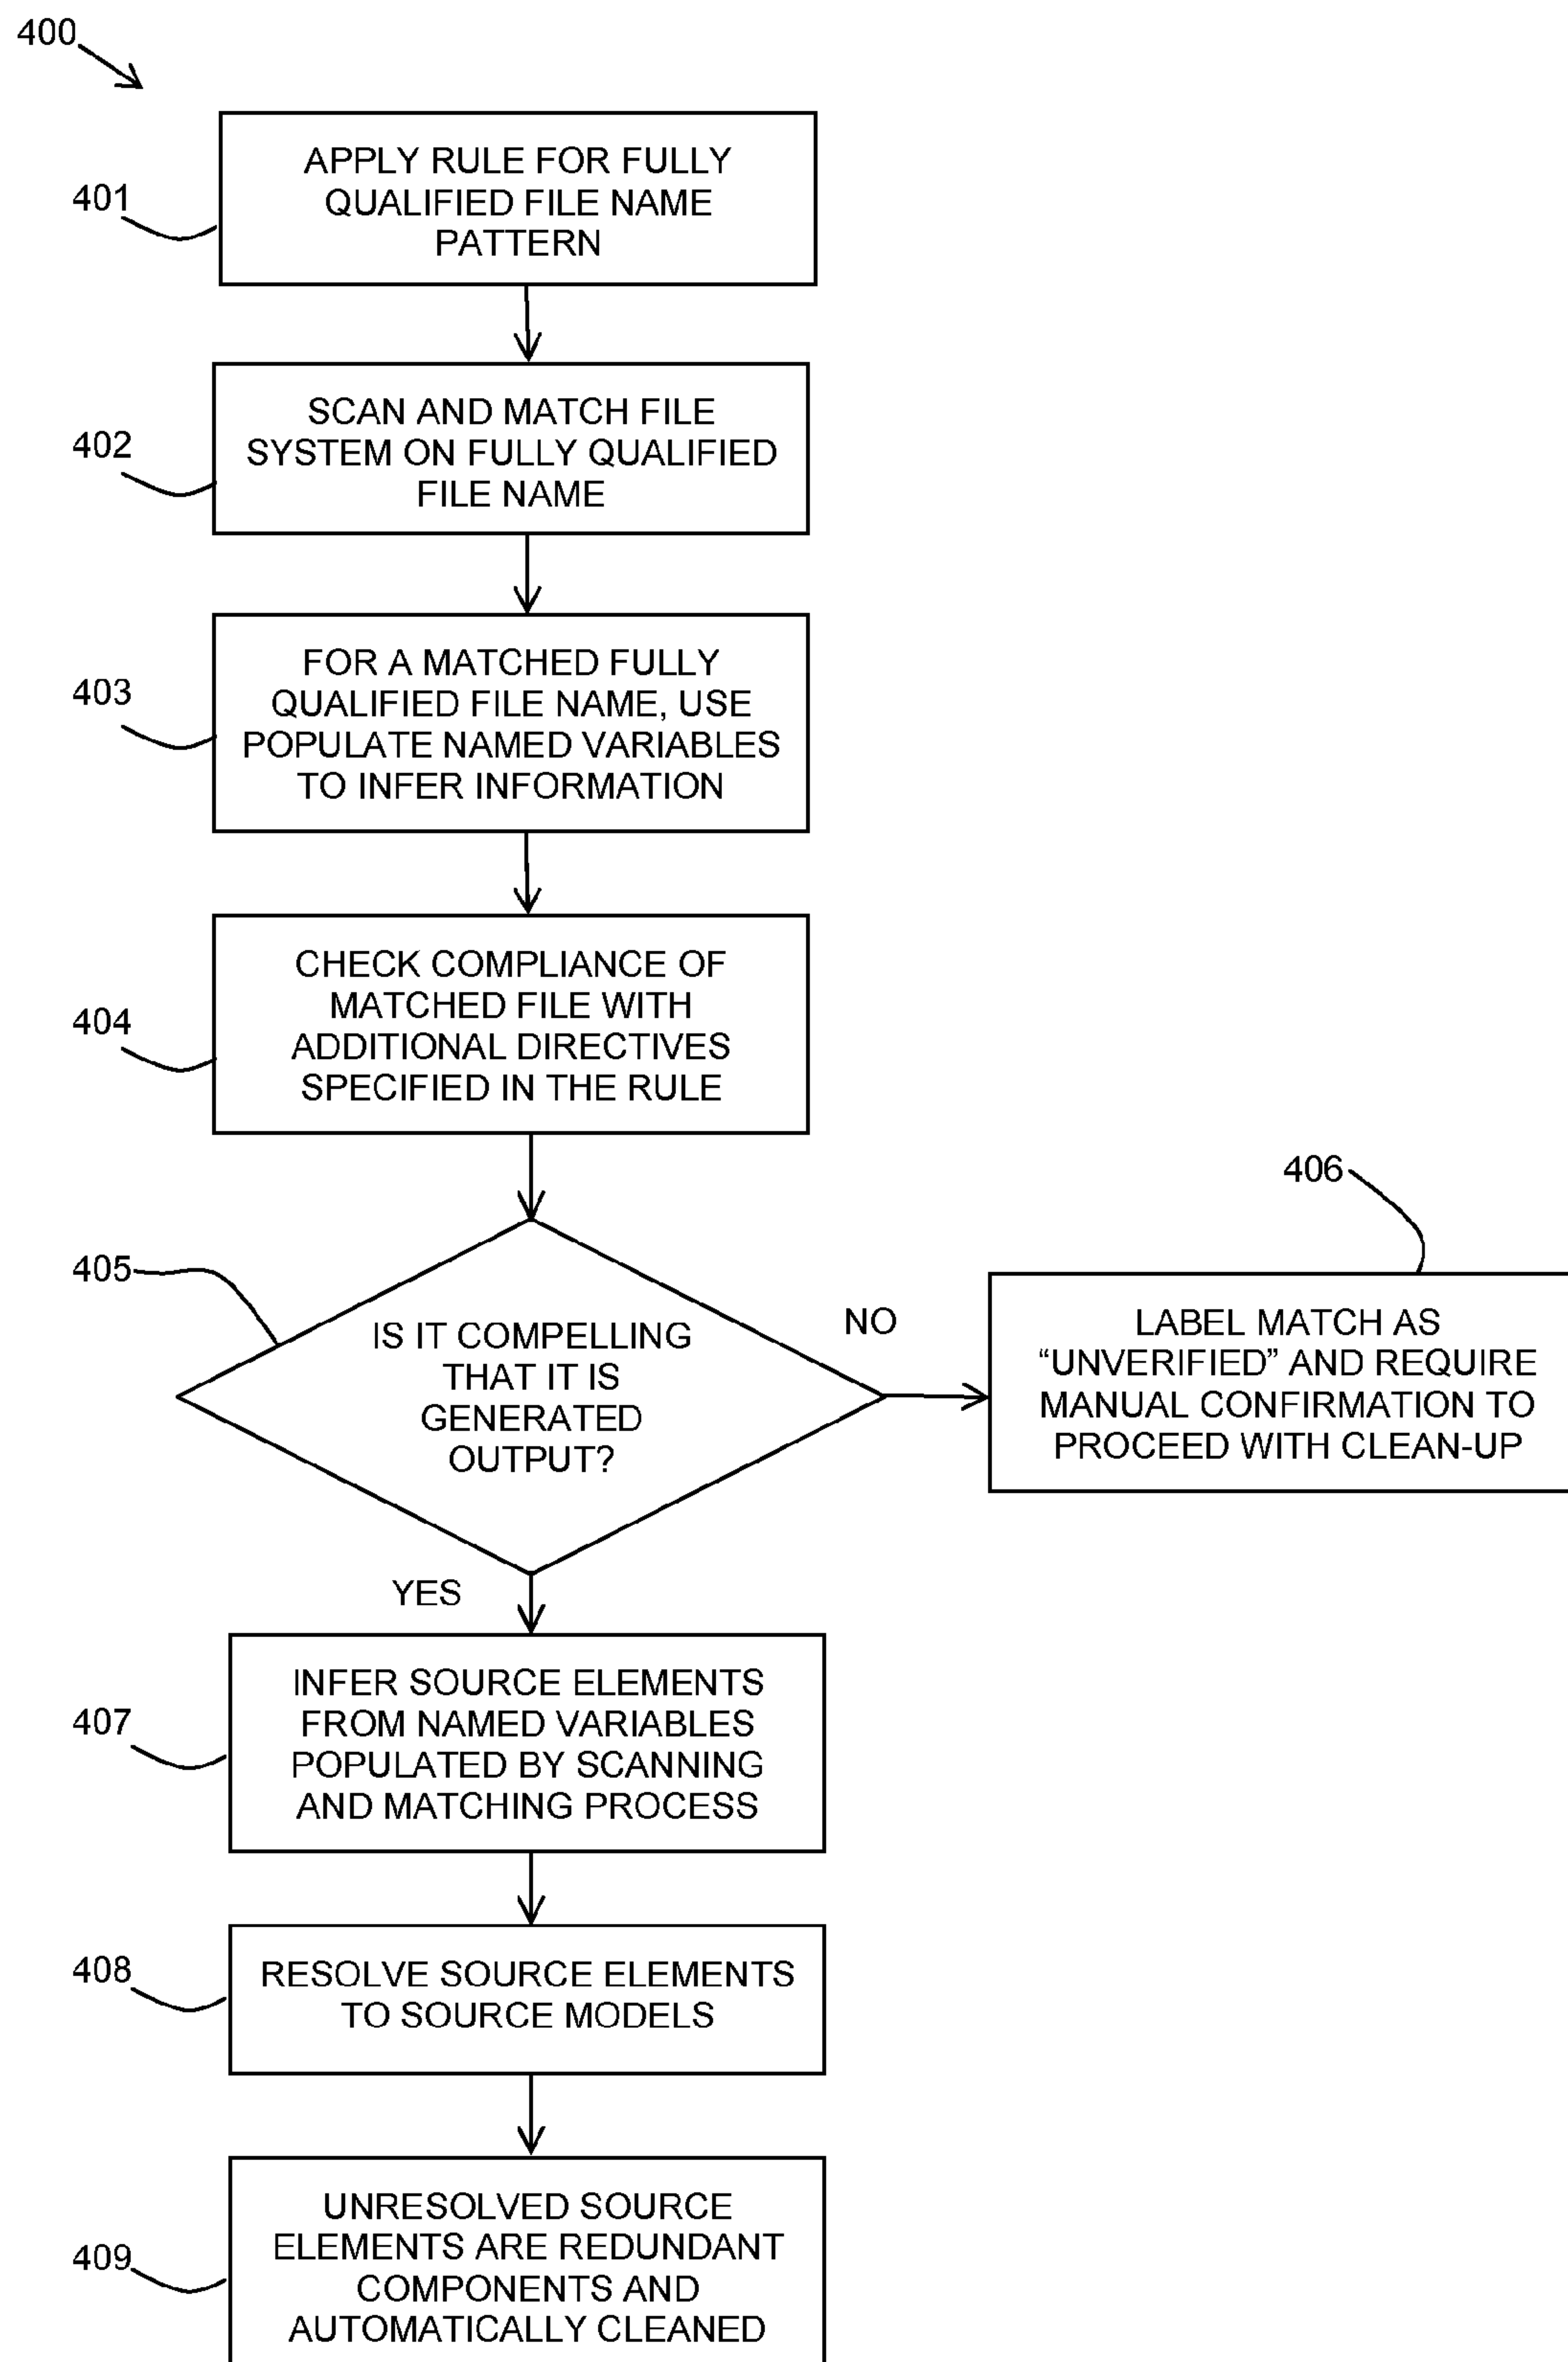 400
401
APPLY RULE FOR FULLY
QUALIFIED FILE NAME
PATTERN
402
SCAN AND MATCH FILE
SYSTEM ON FULLY QUALIFIED
FILE NAME
403
FOR A MATCHED FULLY
QUALIFIED FILE NAME, USE
POPULATE NAMED VARIABLES
TO INFER INFORMATION
404
CHECK COMPLIANCE OF
MATCHED FILE WITH
ADDITIONAL DIRECTIVES
SPECIFIED IN THE RULE
405
IS IT COMPELLING
THAT IT IS
GENERATED
OUTPUT?
NO
406
LABEL MATCH AS
“UNVERIFIED” AND REQUIRE
MANUAL CONFIRMATION TO
PROCEED WITH CLEAN-UP
YES
407
INFER SOURCE ELEMENTS
FROM NAMED VARIABLES
POPULATED BY SCANNING
AND MATCHING PROCESS
408
RESOLVE SOURCE ELEMENTS
TO SOURCE MODELS
409
UNRESOLVED SOURCE
ELEMENTS ARE REDUNDANT
COMPONENTS AND
AUTOMATICALLY CLEANED